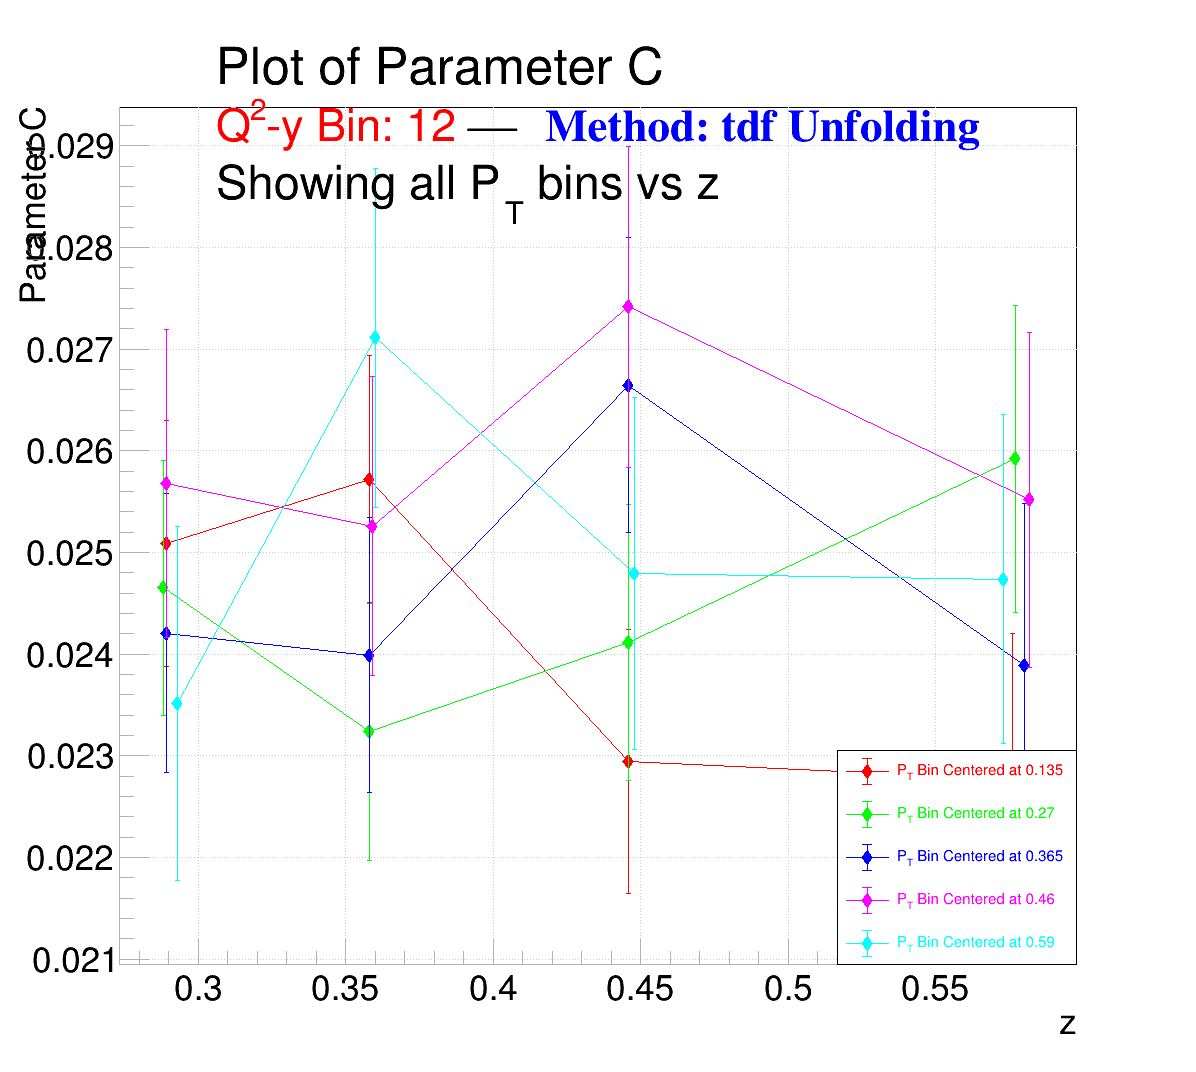 Plot of Parameter C
Q2-y Bin: 12 — Method: tdf Unfolding
Showing all PT bins vs z
Parameter C
0.029
0.028
0.027
0.026
0.025
0.024
0.023
0.022
0.021
0.3 0.35 0.4 0.45 0.5 0.55
z
PT Bin Centered at 0.135
PT Bin Centered at 0.27
PT Bin Centered at 0.365
PT Bin Centered at 0.46
PT Bin Centered at 0.59